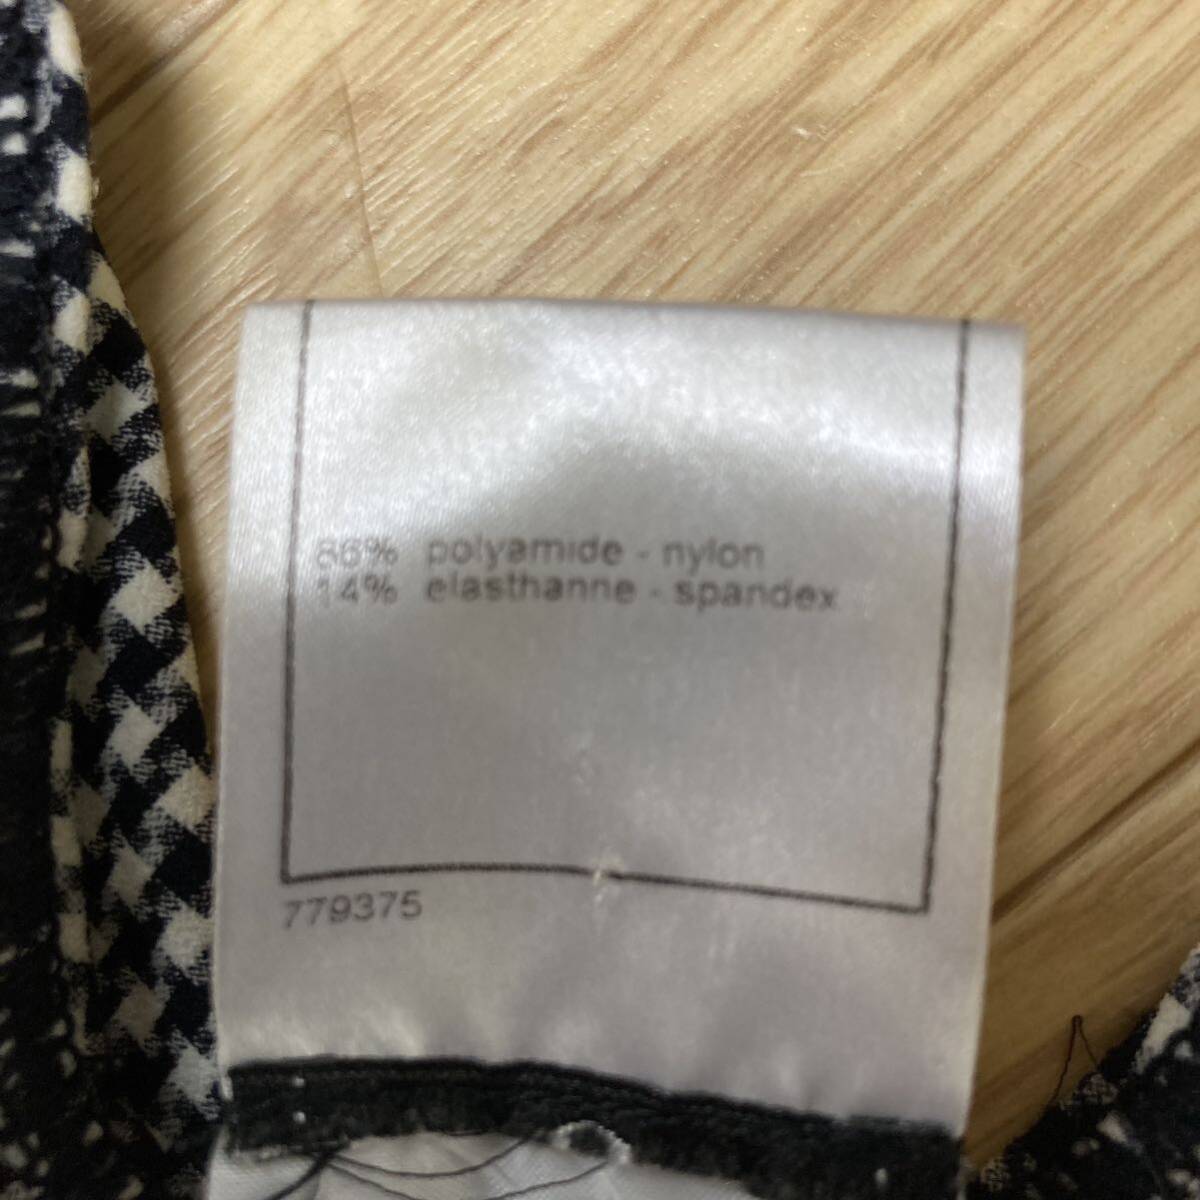 86% polyamide - nylon
14% elasthanne - spandex
779375